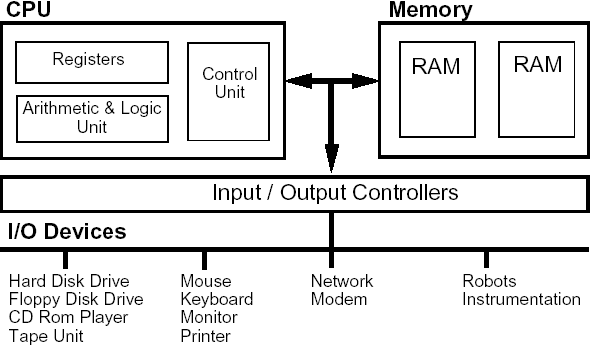 CPU
Memory
Registers
Arithmetic & Logic
Unit
Control
Unit
RAM
RAM
Input / Output Controllers
I/O Devices
Hard Disk Drive
Floppy Disk Drive
CD Rom Player
Tape Unit
Mouse
Keyboard
Monitor
Printer
Network
Modem
Robots
Instrumentation